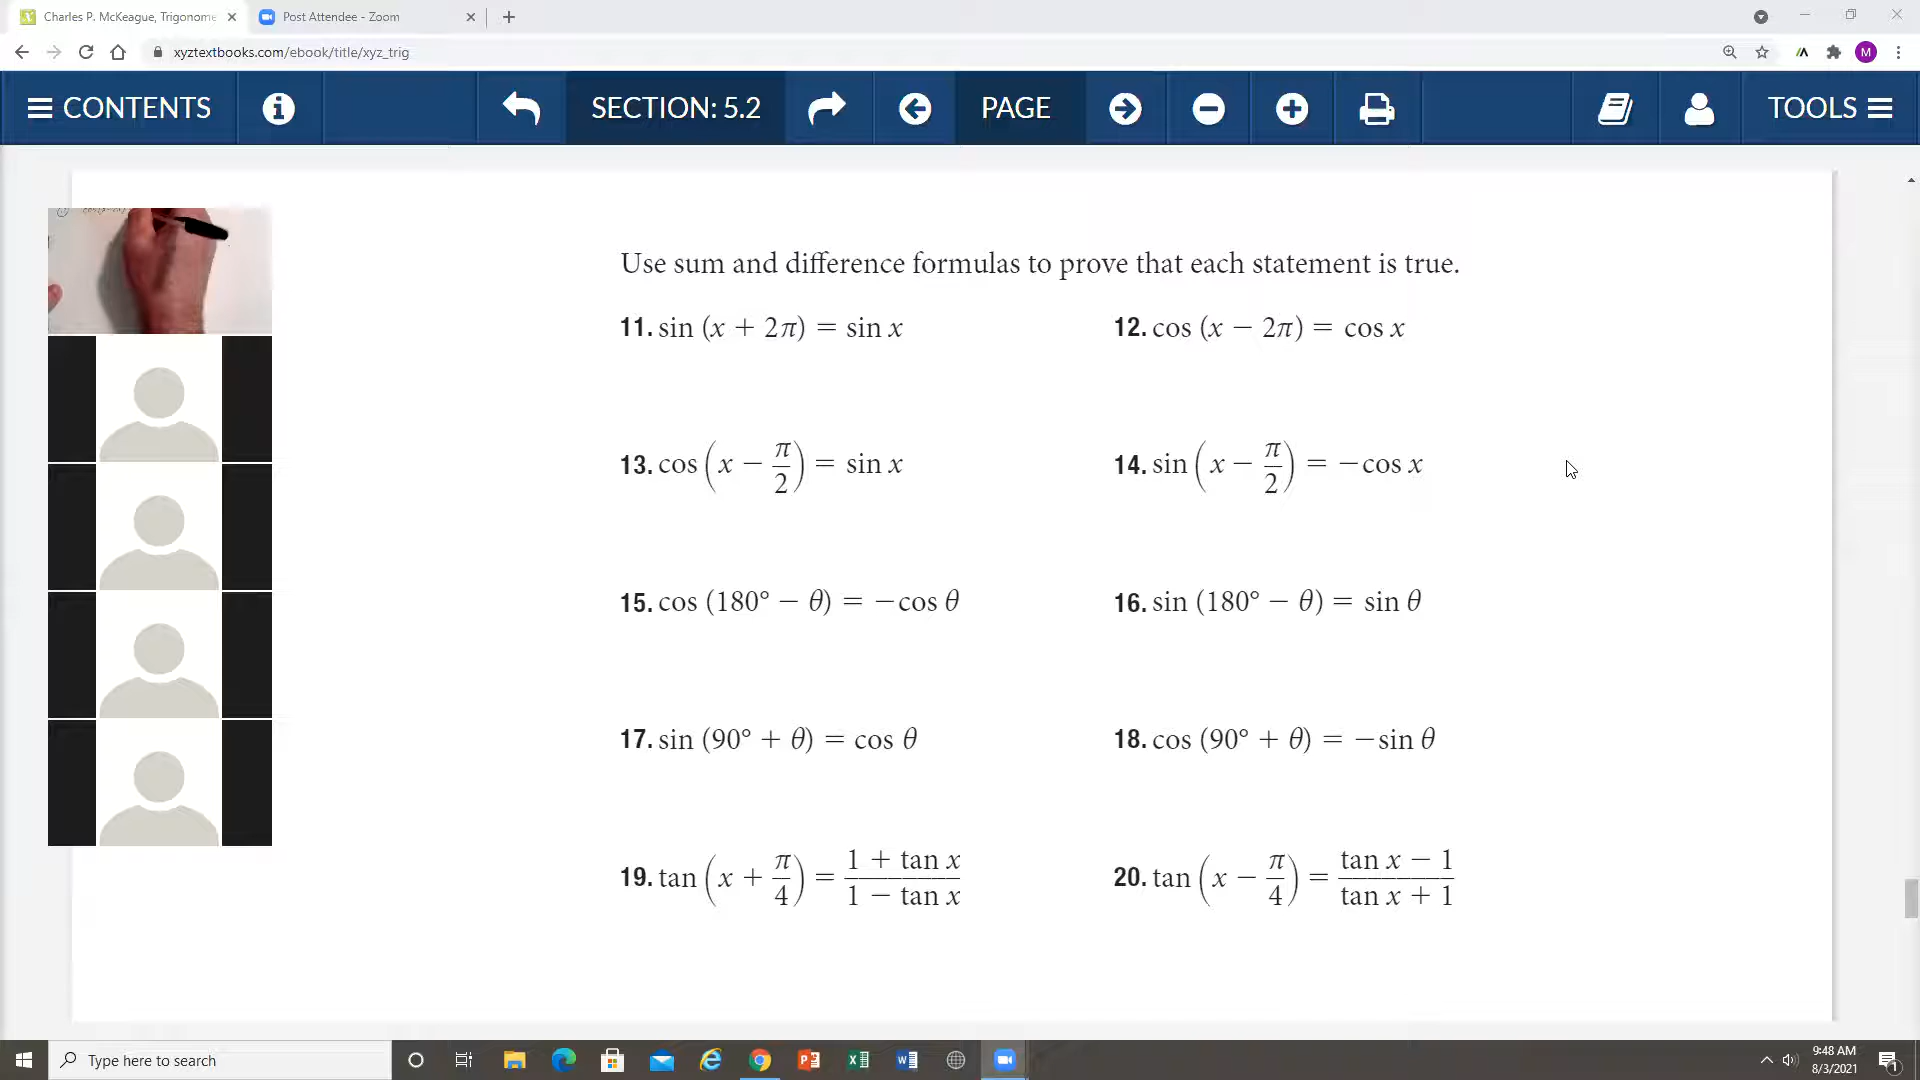 Charles P. McKeague, Trigonome
Post Attendee - Zoom
xyztextbooks.com/ebook/title/xyz_trig
M
CONTENTS
SECTION: 5.2
PAGE
TOOLS
Use sum and difference formulas to prove that each statement is true.
11. sin (x + 2π) = sin x
12. cos (x − 2π) = cos x
13. cos (x − π/2) = sin x
14. sin (x − π/2) = −cos x
15. cos (180° − θ) = −cos θ
16. sin (180° − θ) = sin θ
17. sin (90° + θ) = cos θ
18. cos (90° + θ) = −sin θ
19. tan (x + π/4) = (1 + tan x)/(1 − tan x)
20. tan (x − π/4) = (tan x − 1)/(tan x + 1)
Type here to search
9:48 AM
8/3/2021
1